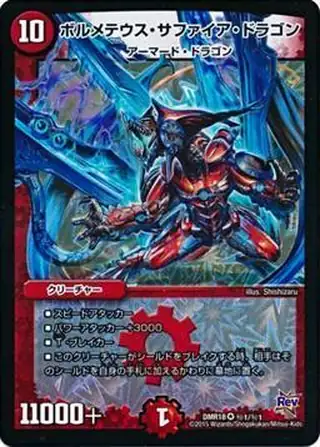 10
ボルメテウス・サファイア・ドラゴン
アーマード・ドラゴン
クリーチャー
illus. Shishizaru
■スピードアタッカー
■パワーアタッカー+3000
■T・ブレイカー
■このクリーチャーがシールドをブレイクする時、相手はそのシールドを自身の手札に加えるかわりに墓地に置く。
11000+
T
DMR18
©2015 Wizards/Shogakukan/Mitsui-Kids
Rev